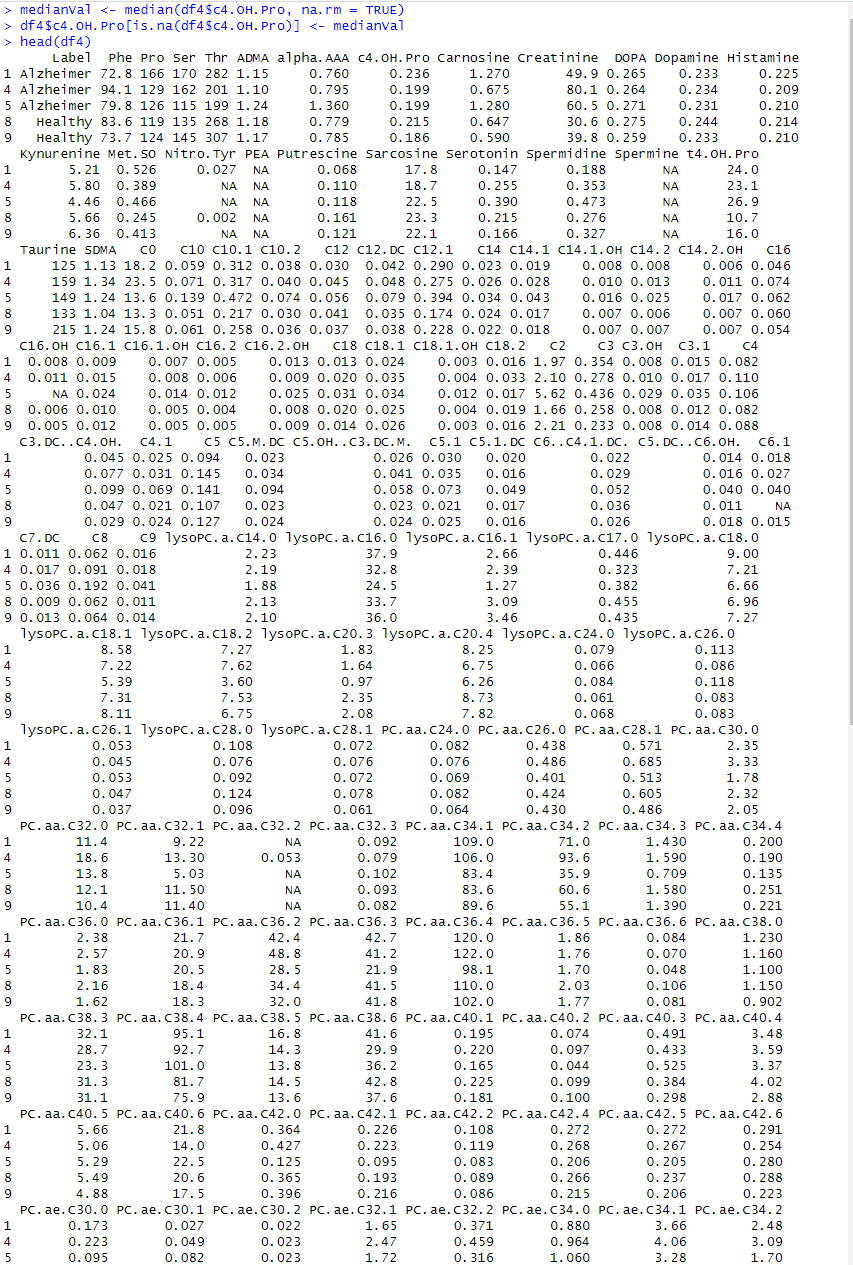 > medianVal <- median(df4$c4.OH.Pro, na.rm = TRUE)
> df4$c4.OH.Pro[is.na(df4$c4.OH.Pro)] <- medianVal
> head(df4)
Label Phe Pro Ser Thr ADMA alpha.AAA c4.OH.Pro Carnosine Creatinine DOPA Dopamine Histamine
1 Alzheimer 72.8 166 170 282 1.15 0.760 0.236 1.270 49.9 0.265 0.233 0.225
4 Alzheimer 94.1 129 162 201 1.10 0.795 0.199 0.675 80.1 0.264 0.234 0.209
5 Alzheimer 79.8 126 115 199 1.24 1.360 0.199 1.280 60.5 0.271 0.231 0.210
8 Healthy 83.6 119 135 268 1.18 0.779 0.215 0.647 30.6 0.275 0.244 0.214
9 Healthy 73.7 124 145 307 1.17 0.785 0.186 0.590 39.8 0.259 0.233 0.210
Kynurenine Met.SO Nitro.Tyr PEA Putrescine Sarcosine Serotonin Spermidine Spermine t4.OH.Pro
1 5.21 0.526 0.027 NA 0.068 17.8 0.147 0.188 NA 24.0
4 5.80 0.389 NA NA 0.110 18.7 0.255 0.353 NA 23.1
5 4.46 0.466 NA NA 0.118 22.5 0.390 0.473 NA 26.9
8 5.66 0.245 0.002 NA 0.161 23.3 0.215 0.276 NA 10.7
9 6.36 0.413 NA NA 0.121 22.1 0.166 0.327 NA 16.0
Taurine SDMA C0 C10 C10.1 C10.2 C12 C12.DC C12.1 C14 C14.1 C14.1.OH C14.2 C14.2.OH C16
1 125 1.13 18.2 0.059 0.312 0.038 0.030 0.042 0.290 0.023 0.019 0.008 0.008 0.006 0.046
4 159 1.34 23.5 0.071 0.317 0.040 0.045 0.048 0.275 0.026 0.028 0.010 0.013 0.011 0.074
5 149 1.24 13.6 0.139 0.472 0.074 0.056 0.079 0.394 0.034 0.043 0.016 0.025 0.017 0.062
8 133 1.04 13.3 0.051 0.217 0.030 0.041 0.035 0.174 0.024 0.017 0.007 0.006 0.007 0.060
9 215 1.24 15.8 0.061 0.258 0.036 0.037 0.038 0.228 0.022 0.018 0.007 0.007 0.007 0.054
C16.OH C16.1 C16.1.OH C16.2 C16.2.OH C18 C18.1 C18.1.OH C18.2 C2 C3 C3.OH C3.1 C4
1 0.008 0.009 0.007 0.005 0.013 0.013 0.024 0.003 0.016 1.97 0.354 0.008 0.015 0.082
4 0.011 0.015 0.008 0.006 0.009 0.020 0.035 0.004 0.033 2.10 0.278 0.010 0.017 0.110
5 NA 0.024 0.014 0.012 0.025 0.031 0.034 0.012 0.017 5.62 0.436 0.029 0.035 0.106
8 0.006 0.010 0.005 0.004 0.008 0.020 0.025 0.004 0.019 1.66 0.258 0.008 0.012 0.082
9 0.005 0.012 0.005 0.005 0.009 0.014 0.026 0.003 0.016 2.21 0.233 0.008 0.014 0.088
C3.DC..C4.OH. C4.1 C5 C5.M.DC C5.OH..C3.DC.M. C5.1 C5.1.DC C6..C4.1.DC. C5.DC..C6.OH. C6.1
1 0.045 0.025 0.094 0.023 0.026 0.030 0.020 0.022 0.014 0.018
4 0.077 0.031 0.145 0.034 0.041 0.035 0.016 0.029 0.016 0.027
5 0.099 0.069 0.141 0.094 0.058 0.073 0.049 0.052 0.040 0.040
8 0.047 0.021 0.107 0.023 0.023 0.021 0.017 0.036 0.011 NA
9 0.029 0.024 0.127 0.024 0.024 0.025 0.016 0.026 0.018 0.015
C7.DC C8 C9 lysoPC.a.C14.0 lysoPC.a.C16.0 lysoPC.a.C16.1 lysoPC.a.C17.0 lysoPC.a.C18.0
1 0.011 0.062 0.016 2.23 37.9 2.66 0.446 9.00
4 0.017 0.091 0.018 2.19 32.8 2.39 0.323 7.21
5 0.036 0.192 0.041 1.88 24.5 1.27 0.382 6.66
8 0.009 0.062 0.011 2.13 33.7 3.09 0.455 6.96
9 0.013 0.064 0.014 2.10 36.0 3.46 0.435 7.27
lysoPC.a.C18.1 lysoPC.a.C18.2 lysoPC.a.C20.3 lysoPC.a.C20.4 lysoPC.a.C24.0 lysoPC.a.C26.0
1 8.58 7.27 1.83 8.25 0.079 0.113
4 7.22 7.62 1.64 6.75 0.066 0.086
5 5.39 3.60 0.97 6.26 0.084 0.118
8 7.31 7.53 2.35 8.73 0.061 0.083
9 8.11 6.75 2.08 7.82 0.068 0.083
lysoPC.a.C26.1 lysoPC.a.C28.0 lysoPC.a.C28.1 PC.aa.C24.0 PC.aa.C26.0 PC.aa.C28.1 PC.aa.C30.0
1 0.053 0.108 0.072 0.082 0.438 0.571 2.35
4 0.045 0.076 0.076 0.076 0.486 0.685 3.33
5 0.053 0.092 0.072 0.069 0.401 0.513 1.78
8 0.047 0.124 0.078 0.082 0.424 0.605 2.32
9 0.037 0.096 0.061 0.064 0.430 0.486 2.05
PC.aa.C32.0 PC.aa.C32.1 PC.aa.C32.2 PC.aa.C32.3 PC.aa.C34.1 PC.aa.C34.2 PC.aa.C34.3 PC.aa.C34.4
1 11.4 9.22 NA 0.092 109.0 71.0 1.430 0.200
4 18.6 13.30 0.053 0.079 106.0 93.6 1.590 0.190
5 13.8 5.03 NA 0.102 83.4 35.9 0.709 0.135
8 12.1 11.50 NA 0.093 83.6 60.6 1.580 0.251
9 10.4 11.40 NA 0.082 89.6 55.1 1.390 0.221
PC.aa.C36.0 PC.aa.C36.1 PC.aa.C36.2 PC.aa.C36.3 PC.aa.C36.4 PC.aa.C36.5 PC.aa.C36.6 PC.aa.C38.0
1 2.38 21.7 42.4 42.7 120.0 1.86 0.084 1.230
4 2.57 20.9 48.8 41.2 122.0 1.76 0.070 1.160
5 1.83 20.5 28.5 21.9 98.1 1.70 0.048 1.100
8 2.16 18.4 34.4 41.5 110.0 2.03 0.106 1.150
9 1.62 18.3 32.0 41.8 102.0 1.77 0.081 0.902
PC.aa.C38.3 PC.aa.C38.4 PC.aa.C38.5 PC.aa.C38.6 PC.aa.C40.1 PC.aa.C40.2 PC.aa.C40.3 PC.aa.C40.4
1 32.1 95.1 16.8 41.6 0.195 0.074 0.491 3.48
4 28.7 92.7 14.3 29.9 0.220 0.097 0.433 3.59
5 23.3 101.0 13.8 36.2 0.165 0.044 0.525 3.37
8 31.3 81.7 14.5 42.8 0.225 0.099 0.384 4.02
9 31.1 75.9 13.6 37.6 0.181 0.100 0.298 2.88
PC.aa.C40.5 PC.aa.C40.6 PC.aa.C42.0 PC.aa.C42.1 PC.aa.C42.2 PC.aa.C42.4 PC.aa.C42.5 PC.aa.C42.6
1 5.66 21.8 0.364 0.226 0.108 0.272 0.272 0.291
4 5.06 14.0 0.427 0.223 0.119 0.268 0.267 0.254
5 5.29 22.5 0.125 0.095 0.083 0.206 0.205 0.280
8 5.49 20.6 0.365 0.193 0.089 0.266 0.237 0.288
9 4.88 17.5 0.396 0.216 0.086 0.215 0.206 0.223
PC.ae.C30.0 PC.ae.C30.1 PC.ae.C30.2 PC.ae.C32.1 PC.ae.C32.2 PC.ae.C34.0 PC.ae.C34.1 PC.ae.C34.2
1 0.173 0.027 0.022 1.65 0.371 0.880 3.66 2.48
4 0.223 0.049 0.023 2.47 0.459 0.964 4.06 3.09
5 0.095 0.082 0.023 1.72 0.316 1.060 3.28 1.70